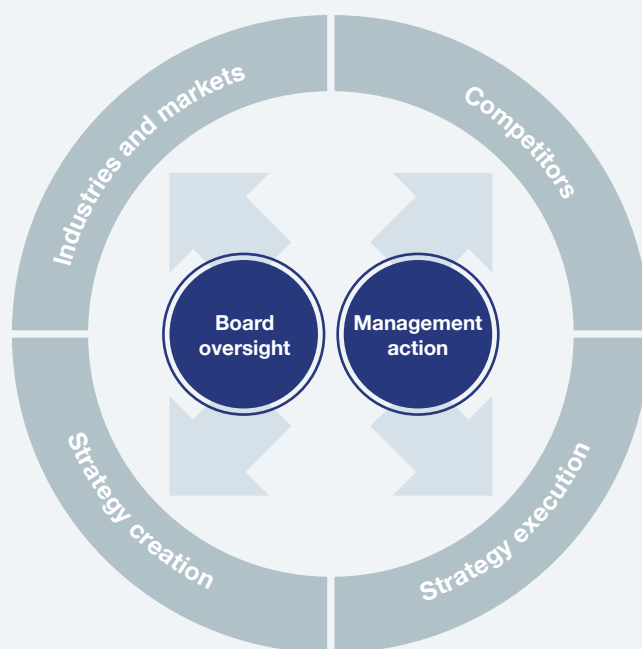 Industries and markets
Competitors
Board
oversight
Management
action
Strategy creation
Strategy execution